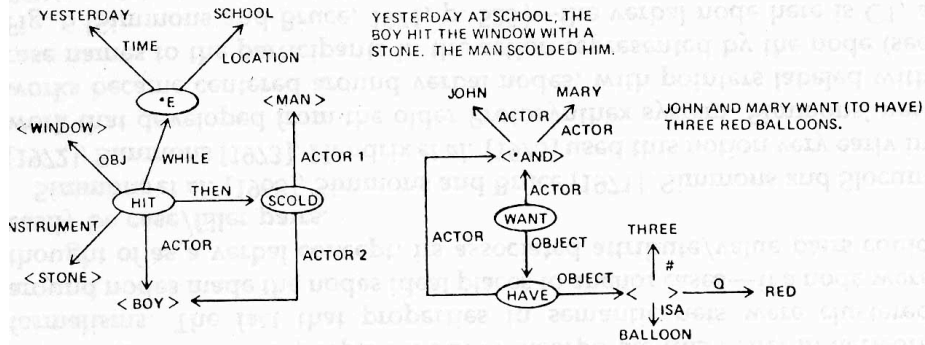 YESTERDAY
SCHOOL
TIME
LOCATION
*E
<WINDOW>
<MAN>
OBJ
WHILE
ACTOR 1
HIT
THEN
SCOLD
NSTRUMENT
ACTOR
ACTOR 2
<STONE>
<BOY>
YESTERDAY AT SCHOOL, THE
BOY HIT THE WINDOW WITH A
STONE. THE MAN SCOLDED HIM.
JOHN
MARY
ACTOR
ACTOR
<*AND>
ACTOR
WANT
ACTOR
OBJECT
HAVE
OBJECT
THREE
#
< >
Q
RED
ISA
BALLOON
JOHN AND MARY WANT (TO HAVE)
THREE RED BALLOONS.